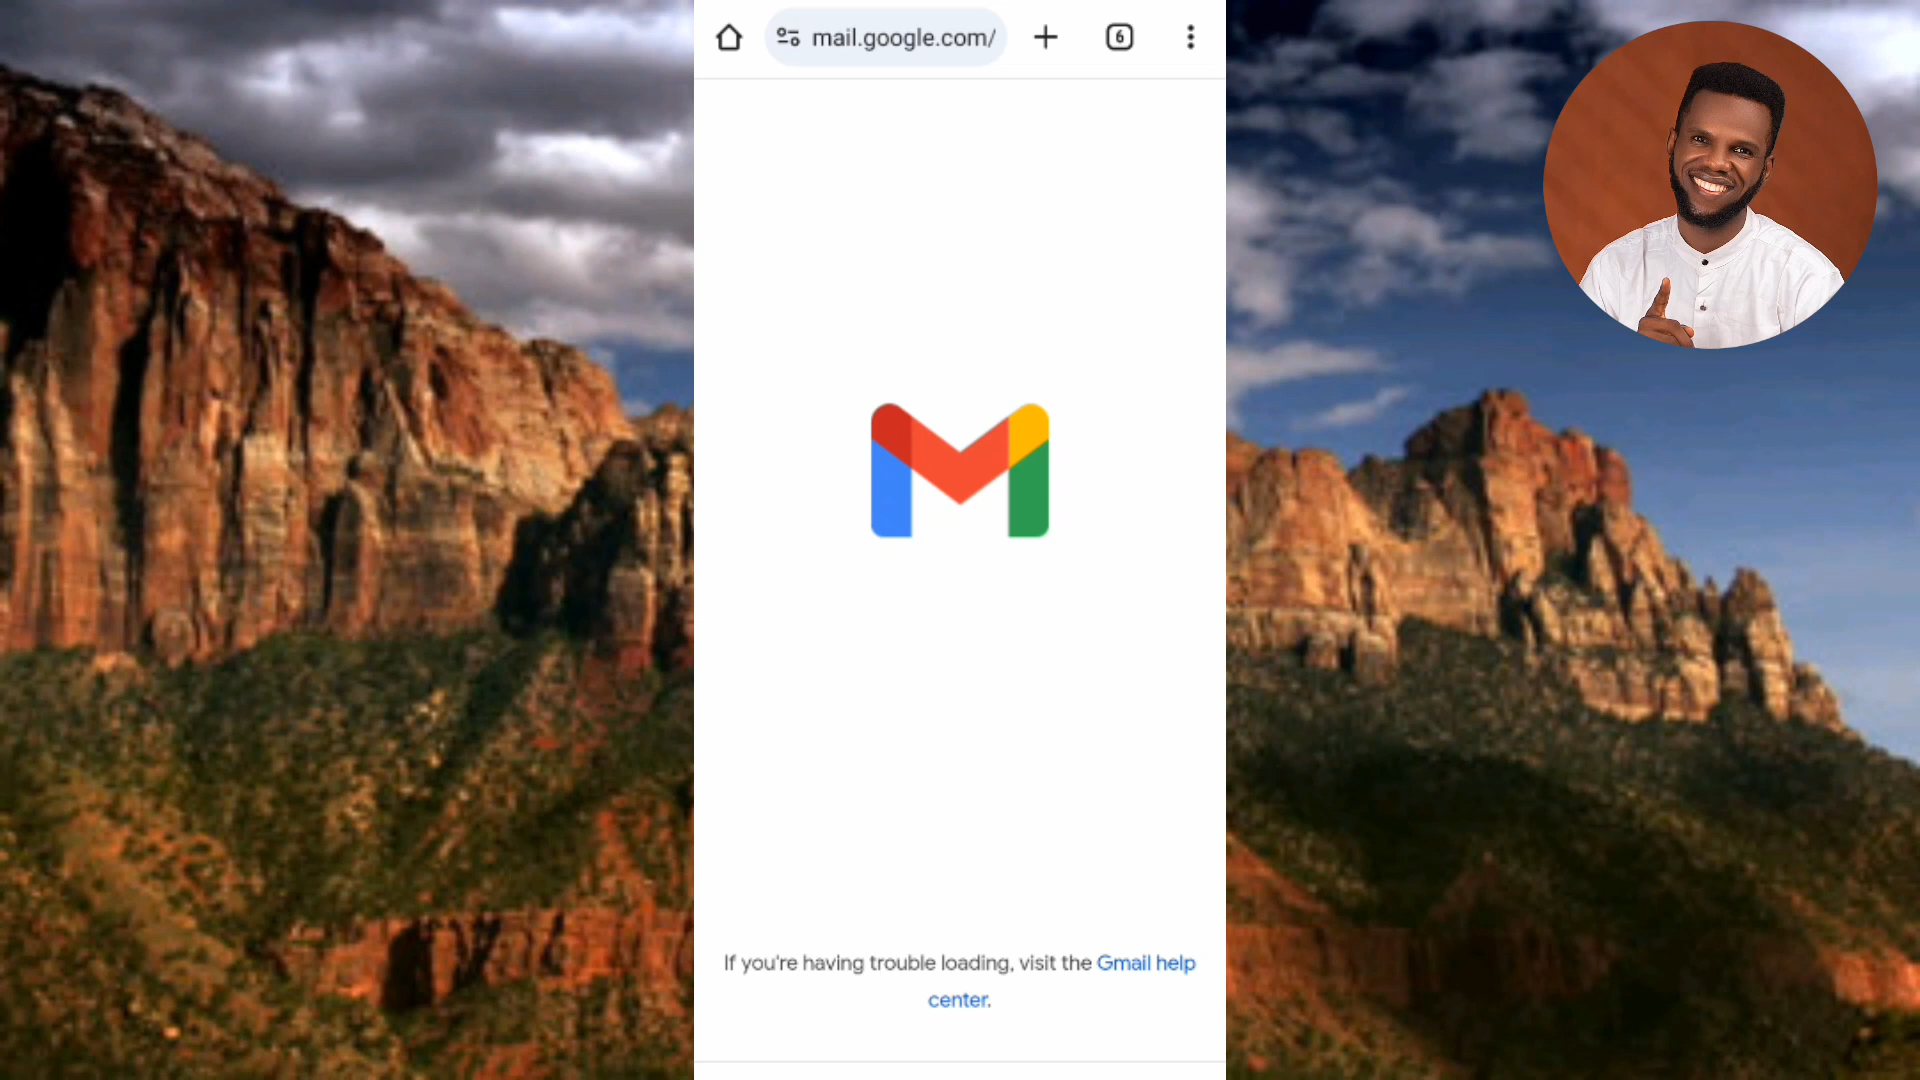 mail.google.com/
6
If you're having trouble loading, visit the Gmail help
center.